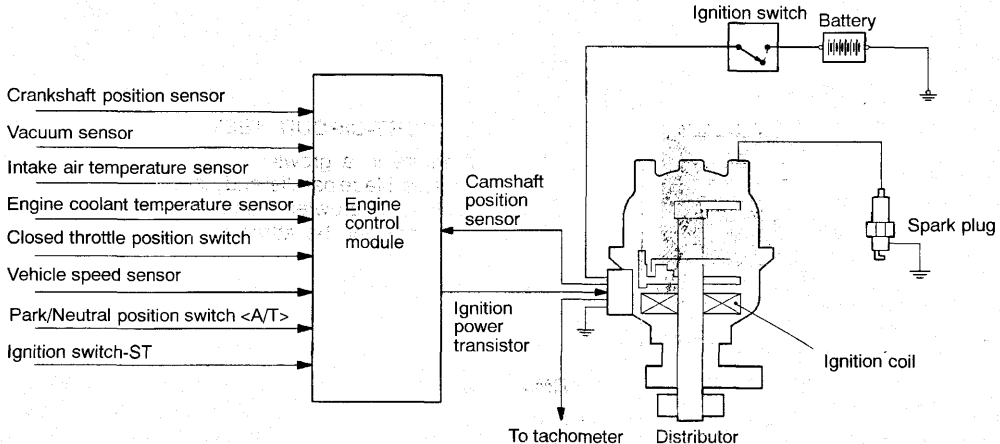 Ignition switch
Battery
Crankshaft position sensor
Vacuum sensor
Intake air temperature sensor
Engine coolant temperature sensor
Closed throttle position switch
Vehicle speed sensor
Park/Neutral position switch <A/T>
Ignition switch-ST
Engine
control
module
Camshaft
position
sensor
Ignition
power
transistor
Spark plug
Ignition coil
To tachometer
Distributor